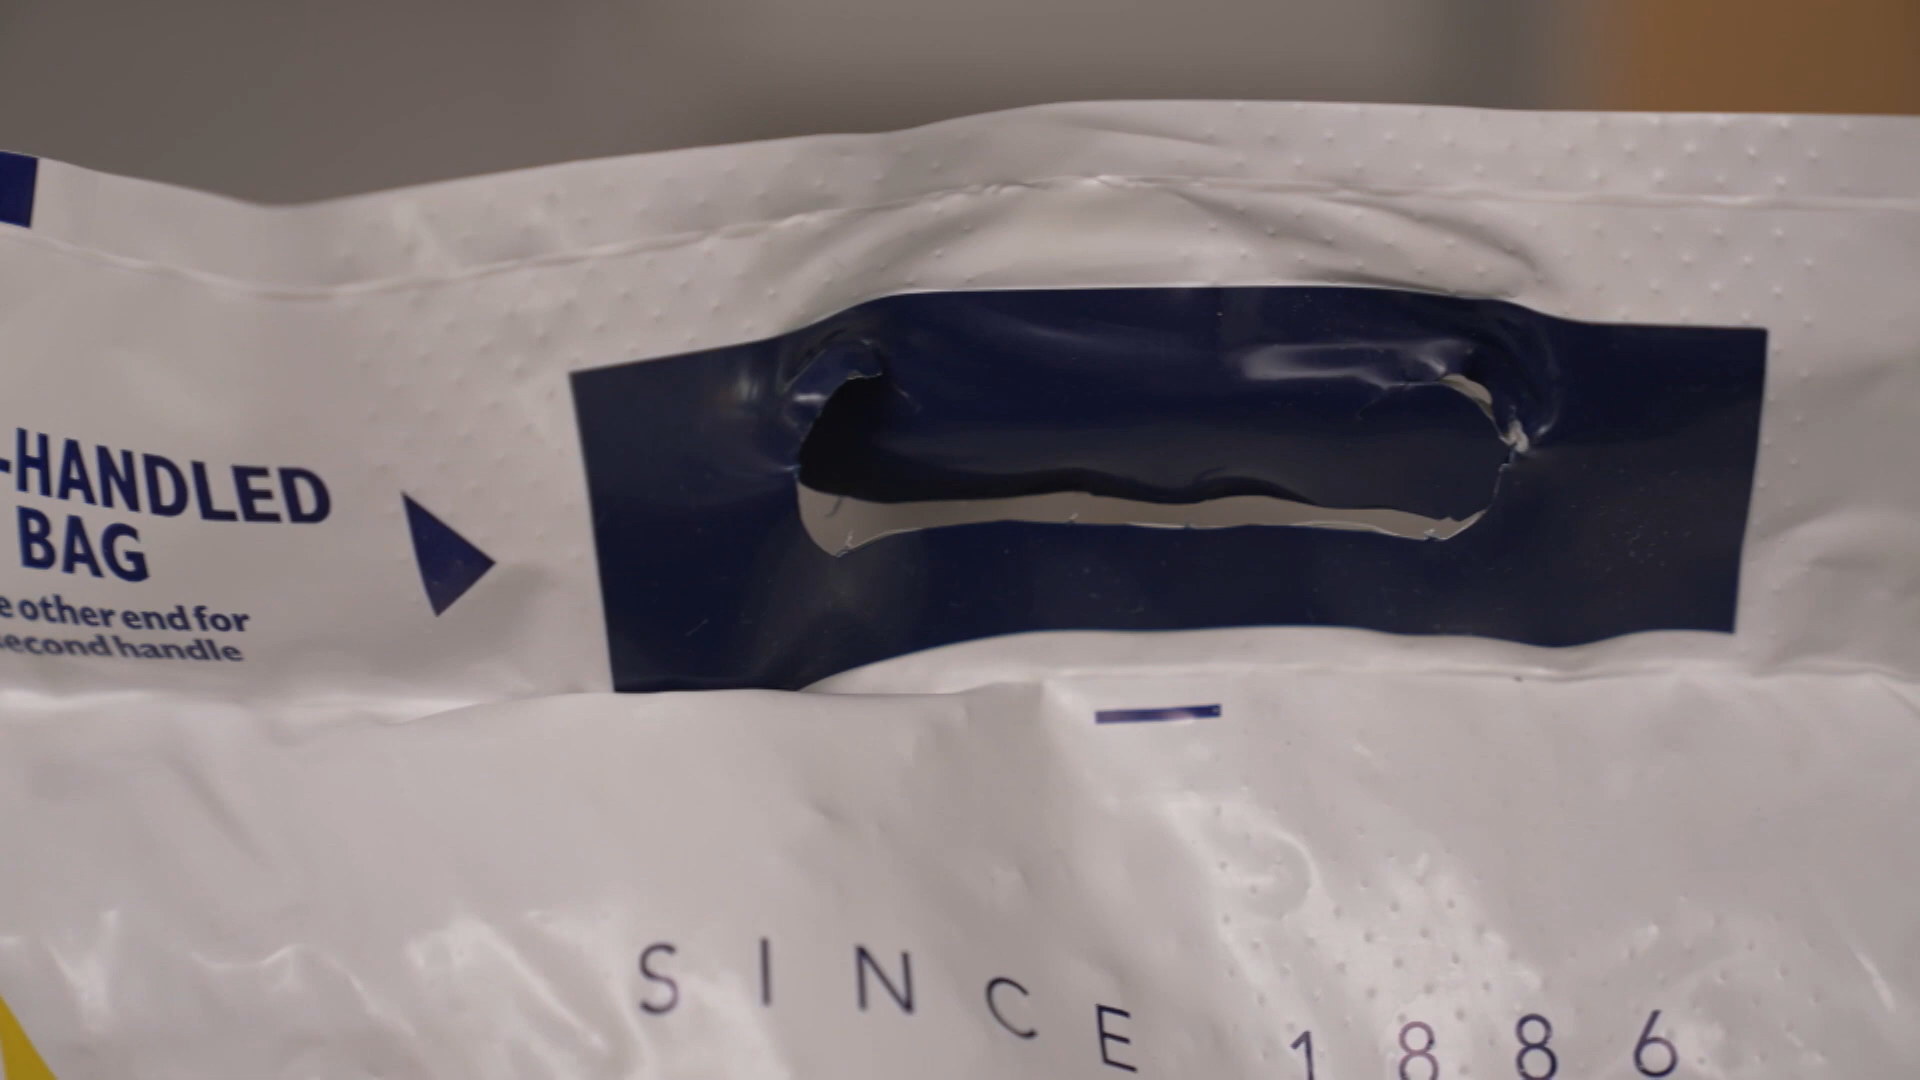 -HANDLED
BAG
e other end for
second handle
SINCE 1886